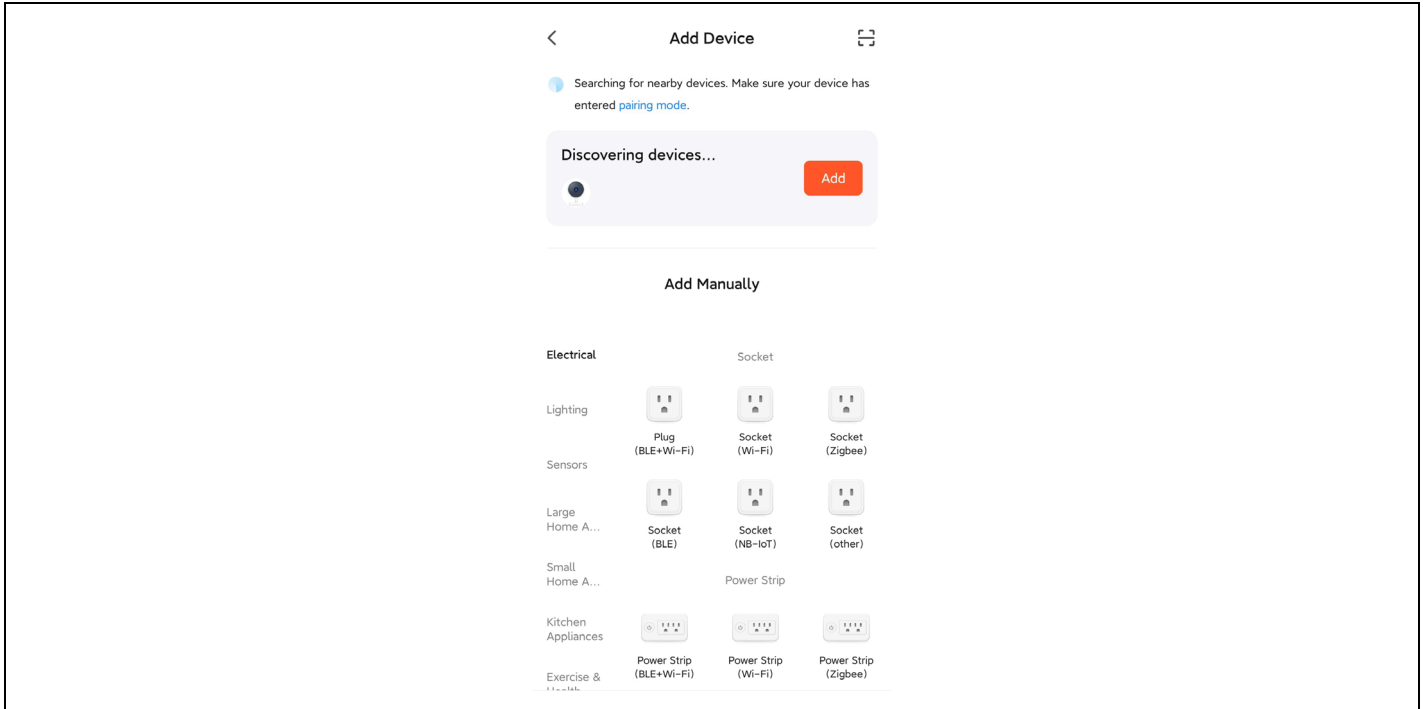 Add Device
Searching for nearby devices. Make sure your device has
entered pairing mode.
Discovering devices...
Add
Add Manually
Electrical
Lighting
Sensors
Large
Home A...
Small
Home A...
Kitchen
Appliances
Exercise &
Health
Socket
Plug
(BLE+Wi-Fi)
Socket
(Wi-Fi)
Socket
(Zigbee)
Socket
(BLE)
Socket
(NB-IoT)
Socket
(other)
Power Strip
Power Strip
(BLE+Wi-Fi)
Power Strip
(Wi-Fi)
Power Strip
(Zigbee)